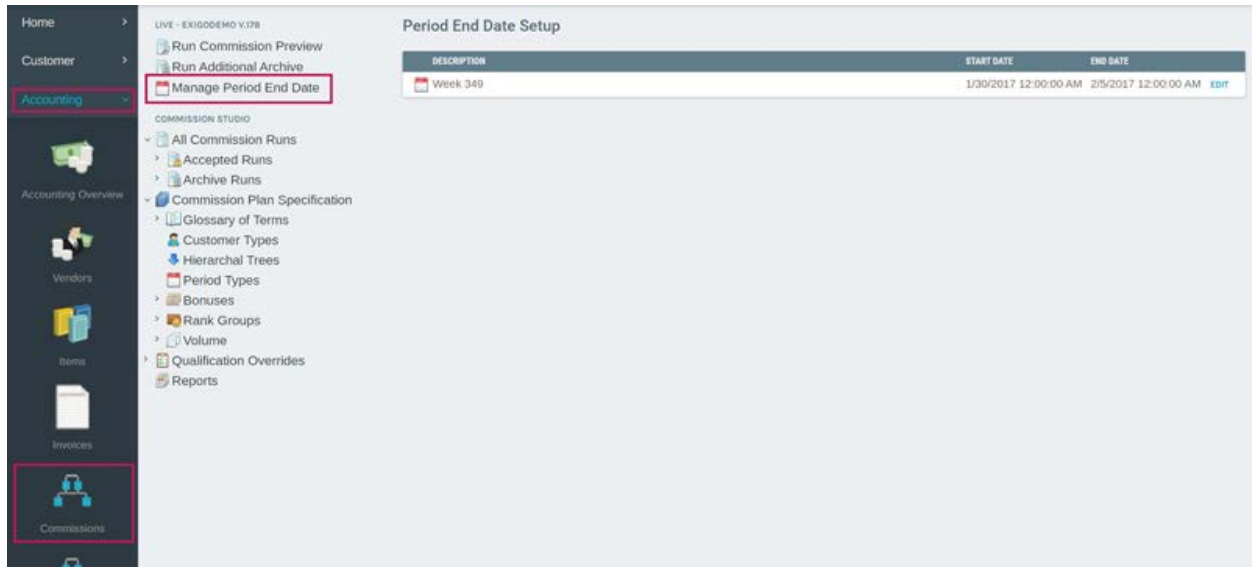 Home
Customer
Accounting
Accounting Overview
Vendors
Items
Invoices
Commissions
LIVE - EXIGODEMO V.178
Run Commission Preview
Run Additional Archive
Manage Period End Date
COMMISSION STUDIO
All Commission Runs
Accepted Runs
Archive Runs
Commission Plan Specification
Glossary of Terms
Customer Types
Hierarchal Trees
Period Types
Bonuses
Rank Groups
Volume
Qualification Overrides
Reports
Period End Date Setup
DESCRIPTION START DATE END DATE
Week 349 1/30/2017 12:00:00 AM 2/5/2017 12:00:00 AM EDIT